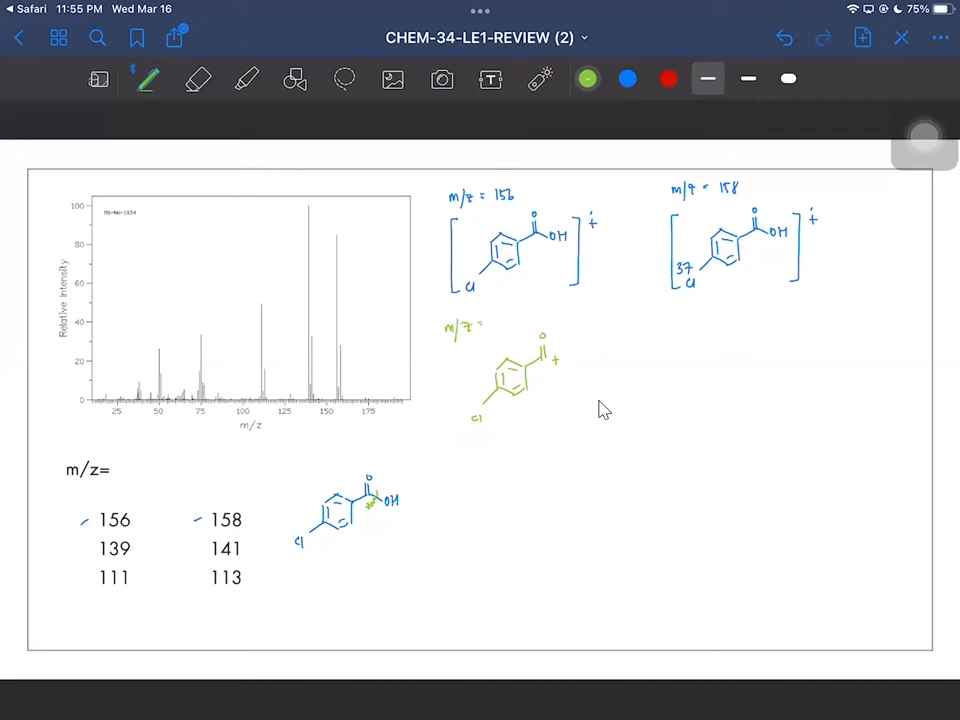 Safari 11:55 PM Wed Mar 16
75%
CHEM-34-LE1-REVIEW (2)
T
MS-NW-1934
100
80
60
40
20
0
Relative Intensity
25 50 75 100 125 150 175
m/z
m/z = 156
O
OH
Cl
+
m/z = 158
O
OH
37
Cl
+
m/z =
O
+
Cl
m/z=
156 158
139 141
111 113
O
OH
Cl